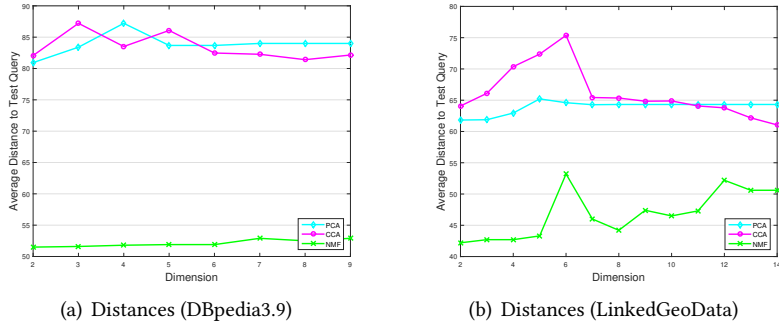 90
85
80
75
70
65
60
55
50
Average Distance to Test Query
2 3 4 5 6 7 8 9
Dimension
PCA
CCA
NMF
(a) Distances (DBpedia3.9)
80
75
70
65
60
55
50
45
40
Average Distance to Test Query
2 4 6 8 10 12 14
Dimension
PCA
CCA
NMF
(b) Distances (LinkedGeoData)